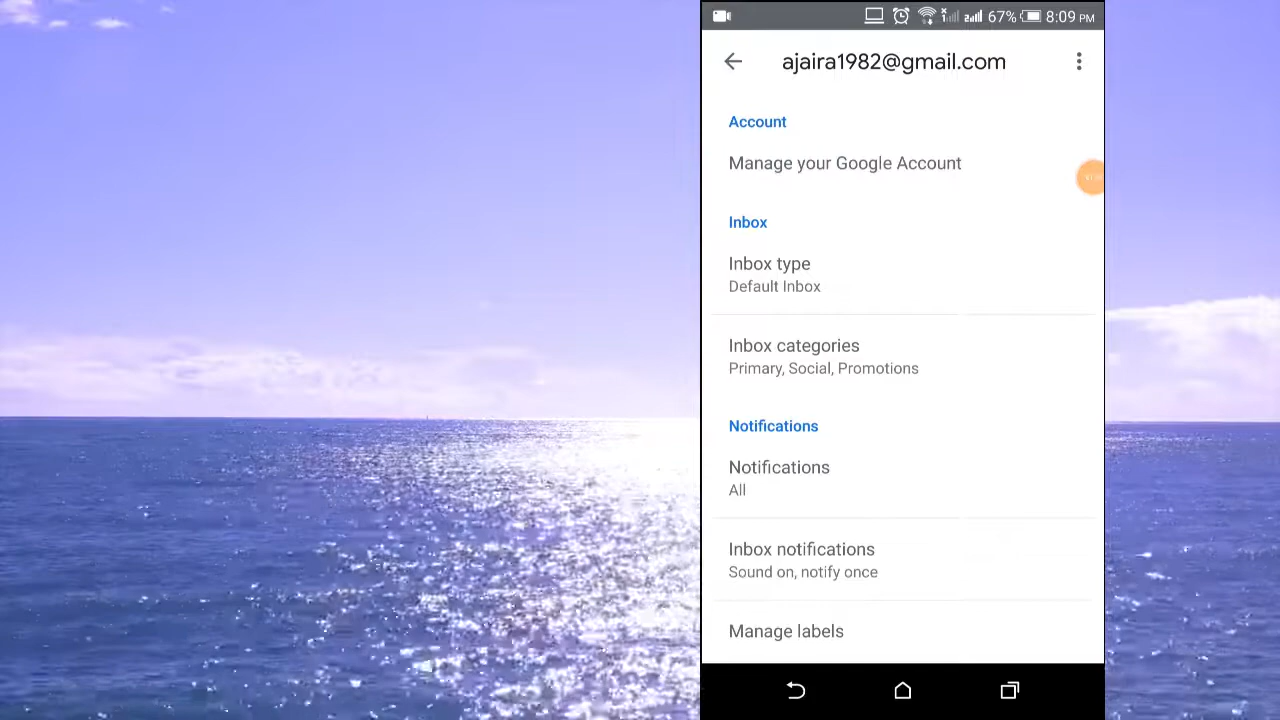 67% 8:09 PM
ajaira1982@gmail.com
Account
Manage your Google Account
Inbox
Inbox type
Default Inbox
Inbox categories
Primary, Social, Promotions
Notifications
Notifications
All
Inbox notifications
Sound on, notify once
Manage labels